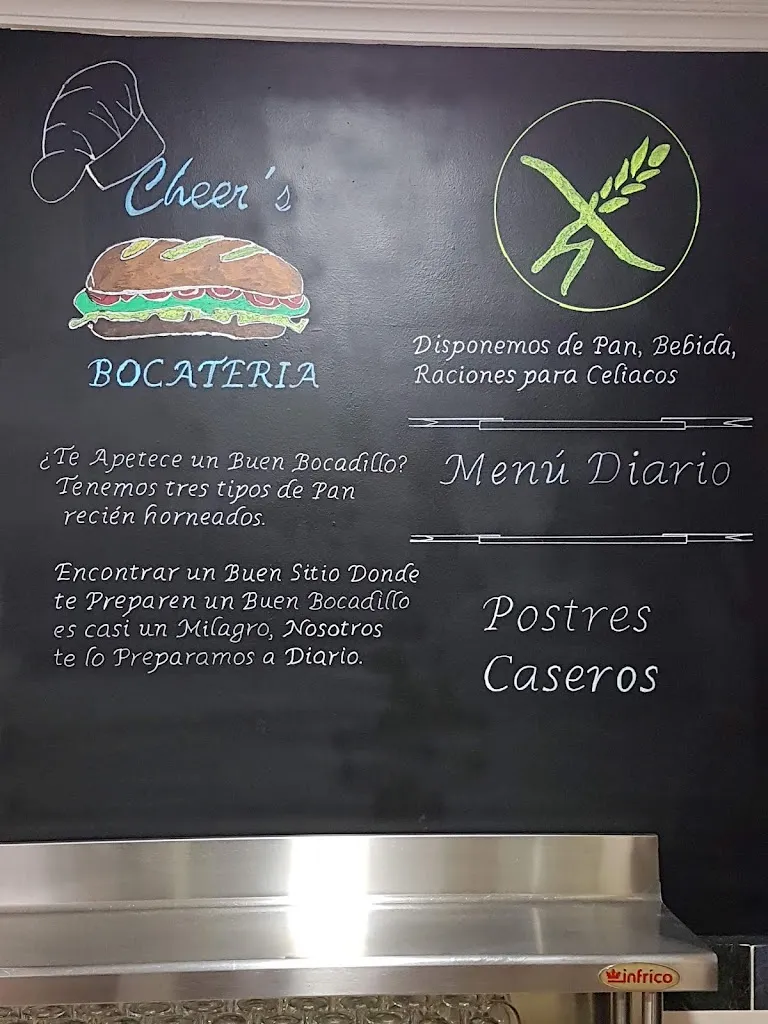 Cheer's
BOCATERIA
¿Te Apetece un Buen Bocadillo?
Tenemos tres tipos de Pan
recién horneados.
Encontrar un Buen Sitio Donde
te Preparen un Buen Bocadillo
es casi un Milagro, Nosotros
te lo Preparamos a Diario.
Disponemos de Pan, Bebida,
Raciones para Celiacos
Menú Diario
Postres
Caseros
infrico